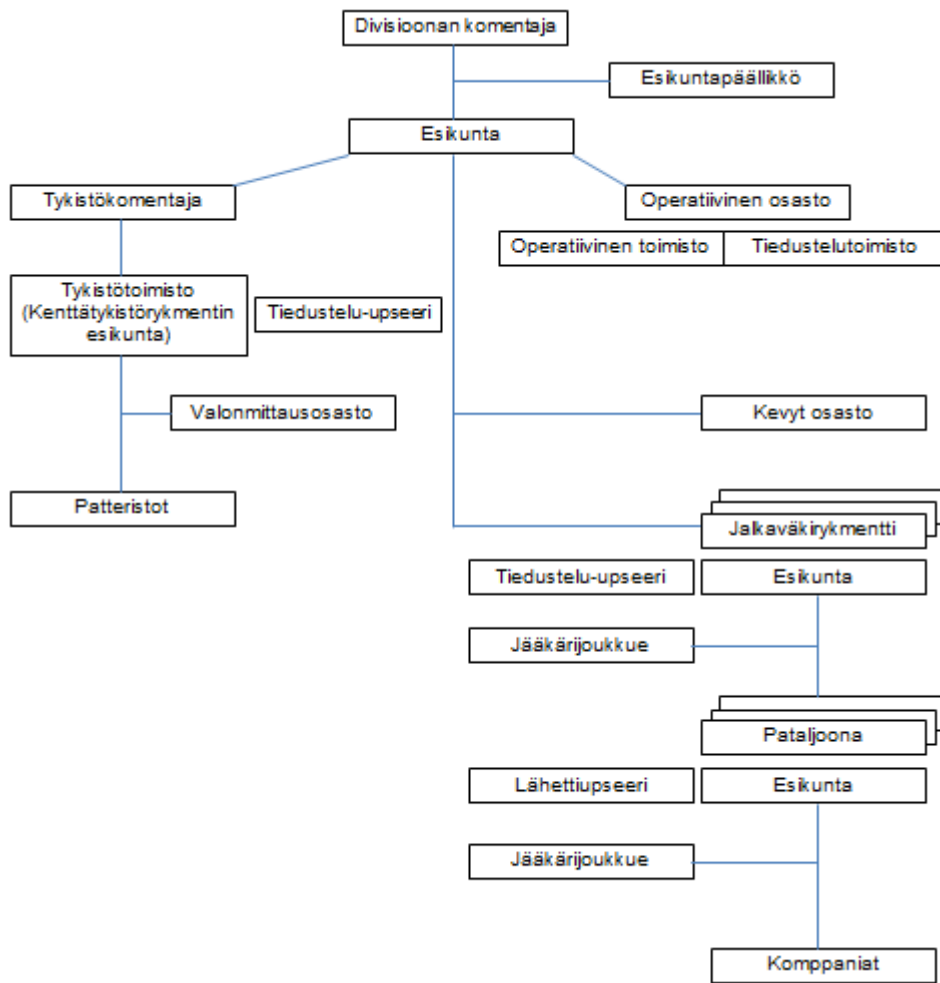 Divisioonan komentaja
Esikuntapäällikkö
Esikunta
Tykistökomentaja
Operatiivinen osasto
Operatiivinen toimisto
Tiedustelutoimisto
Tykistötoimisto
(Kenttätykistörykmentin
esikunta)
Tiedustelu-upseeri
Valonmittausosasto
Kevyt osasto
Patteristot
Jalkaväkirykmentti
Tiedustelu-upseeri
Esikunta
Jääkärijoukkue
Pataljoona
Lähettiupseeri
Esikunta
Jääkärijoukkue
Komppaniat